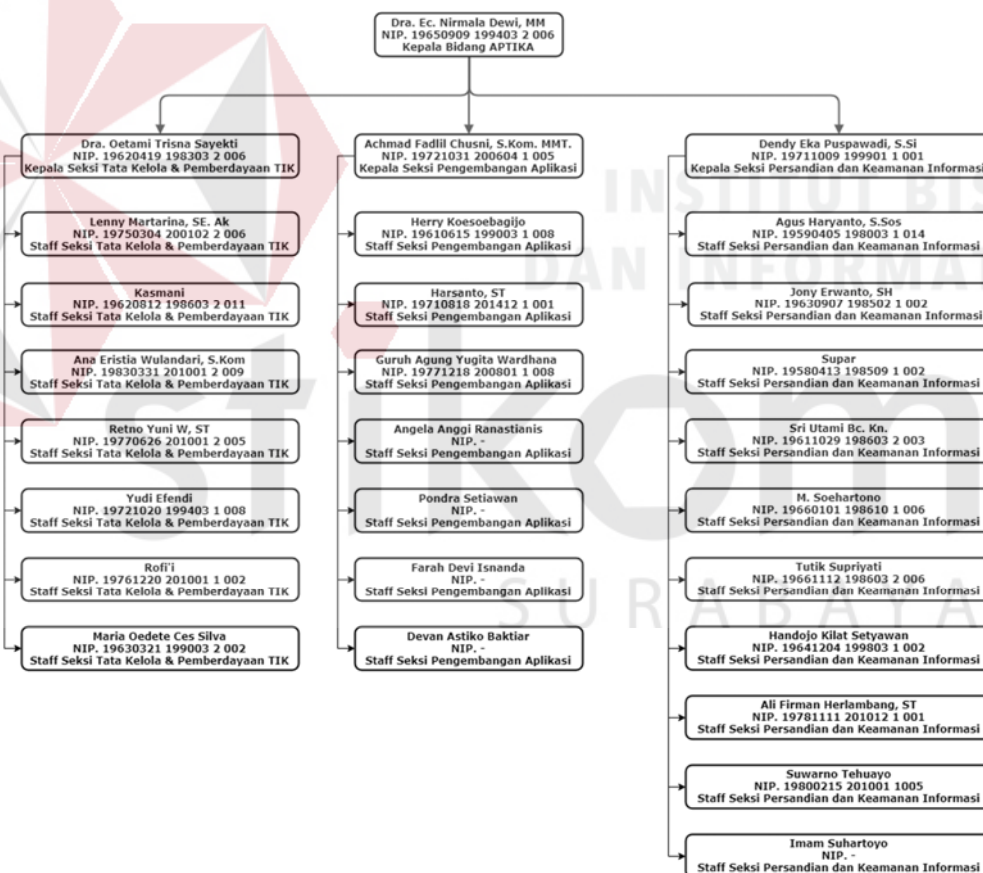 Dra. Ec. Nirmala Dewi, MM
NIP. 19650909 199403 2 006
Kepala Bidang APTIKA
Dra. Oetami Trisna Sayekti
NIP. 19620419 198303 2 006
Kepala Seksi Tata Kelola & Pemberdayaan TIK
Lenny Martarina, SE. Ak
NIP. 19750304 200102 2 006
Staff Seksi Tata Kelola & Pemberdayaan TIK
Kasmani
NIP. 19620812 198603 2 011
Staff Seksi Tata Kelola & Pemberdayaan TIK
Ana Eristia Wulandari, S.Kom
NIP. 19830331 201001 2 009
Staff Seksi Tata Kelola & Pemberdayaan TIK
Retno Yuni W, ST
NIP. 19770626 201001 2 005
Staff Seksi Tata Kelola & Pemberdayaan TIK
Yudi Efendi
NIP. 19721020 199403 1 008
Staff Seksi Tata Kelola & Pemberdayaan TIK
Rofi'i
NIP. 19761220 201001 1 002
Staff Seksi Tata Kelola & Pemberdayaan TIK
Maria Oedete Ces Silva
NIP. 19630321 199003 2 002
Staff Seksi Tata Kelola & Pemberdayaan TIK
Achmad Fadlil Chusni, S.Kom. MMT.
NIP. 19721031 200604 1 005
Kepala Seksi Pengembangan Aplikasi
Herry Koesoebagijo
NIP. 19610615 199003 1 008
Staff Seksi Pengembangan Aplikasi
Harsanto, ST
NIP. 19710818 201412 1 001
Staff Seksi Pengembangan Aplikasi
Guruh Agung Yugita Wardhana
NIP. 19771218 200801 1 008
Staff Seksi Pengembangan Aplikasi
Angela Anggi Ranastianis
NIP. -
Staff Seksi Pengembangan Aplikasi
Pondra Setiawan
NIP. -
Staff Seksi Pengembangan Aplikasi
Farah Devi Isnanda
NIP. -
Staff Seksi Pengembangan Aplikasi
Devan Astiko Baktiar
NIP. -
Staff Seksi Pengembangan Aplikasi
Dendy Eka Puspawadi, S.Si
NIP. 19711009 199901 1 001
Kepala Seksi Persandian dan Keamanan Informasi
Agus Haryanto, S.Sos
NIP. 19590405 198003 1 014
Staff Seksi Persandian dan Keamanan Informasi
Jony Erwanto, SH
NIP. 19630907 198502 1 002
Staff Seksi Persandian dan Keamanan Informasi
Supar
NIP. 19580413 198509 1 002
Staff Seksi Persandian dan Keamanan Informasi
Sri Utami Bc. Kn.
NIP. 19611029 198603 2 003
Staff Seksi Persandian dan Keamanan Informasi
M. Soehartono
NIP. 19660101 198610 1 006
Staff Seksi Persandian dan Keamanan Informasi
Tutik Supriyati
NIP. 19661112 198603 2 006
Staff Seksi Persandian dan Keamanan Informasi
Handojo Kilat Setyawan
NIP. 19641204 199803 1 002
Staff Seksi Persandian dan Keamanan Informasi
Ali Firman Herlambang, ST
NIP. 19781111 201012 1 001
Staff Seksi Persandian dan Keamanan Informasi
Suwarno Tehuayo
NIP. 19800215 201001 1005
Staff Seksi Persandian dan Keamanan Informasi
Imam Suhartoyo
NIP. -
Staff Seksi Persandian dan Keamanan Informasi
INSTITUT BIS
DAN INFORMAT
stikom
SURABAYA